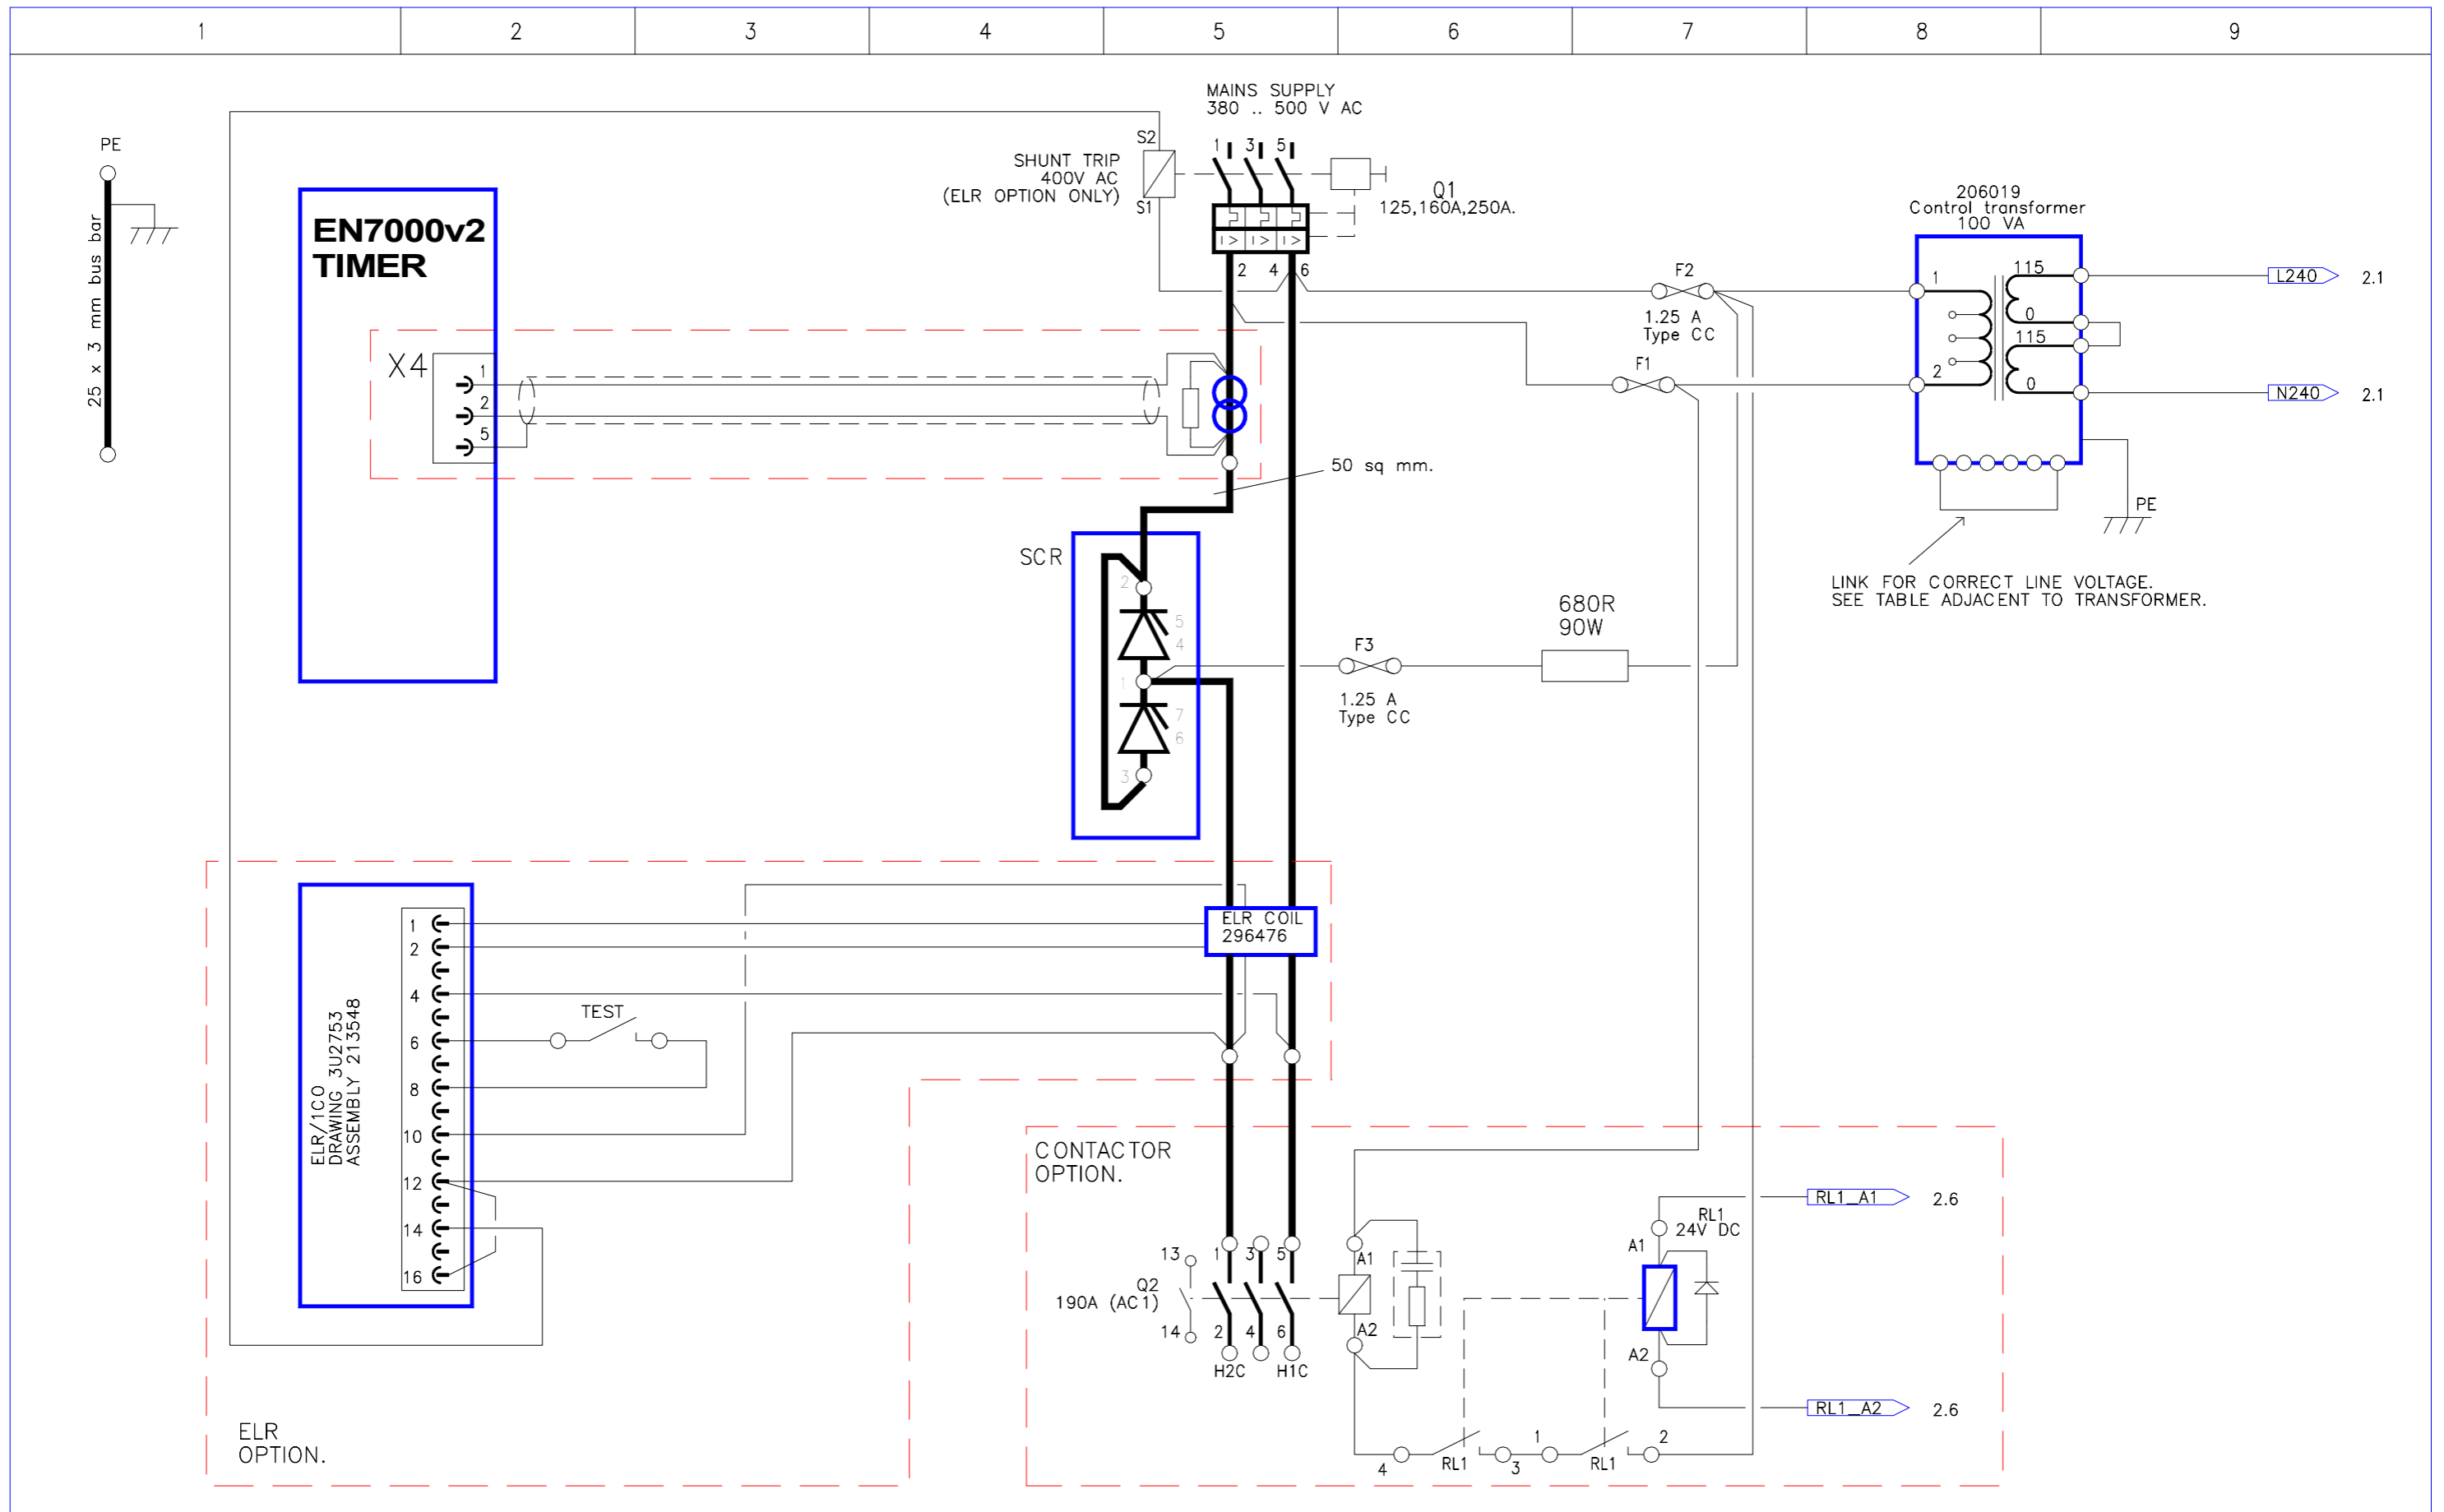 1 2 3 4 5 6 7 8 9
MAINS SUPPLY
380 .. 500 V AC
PE
25 x 3 mm bus bar
EN7000v2
TIMER
S2
SHUNT TRIP
400V AC
(ELR OPTION ONLY)
S1
1 3 5
Q1
125,160A,250A.
I> I> I>
2 4 6
206019
Control transformer
100 VA
1
2
115
0
115
0
L240 2.1
N240 2.1
F2
1.25 A
Type CC
F1
X4
1
2
5
50 sq mm.
PE
LINK FOR CORRECT LINE VOLTAGE.
SEE TABLE ADJACENT TO TRANSFORMER.
SCR
2
5
4
1
7
6
3
680R
90W
F3
1.25 A
Type CC
ELR COIL
296476
ELR/1CO
DRAWING 3U2753
ASSEMBLY 213548
1
2
4
6
8
10
12
14
16
TEST
ELR
OPTION.
CONTACTOR
OPTION.
13
14
Q2
190A (AC1)
1 3 5
2 4 6
H2C H1C
A1
A2
RL1
24V DC
A1
A2
RL1_A1 2.6
RL1_A2 2.6
4 RL1 3 1 RL1 2